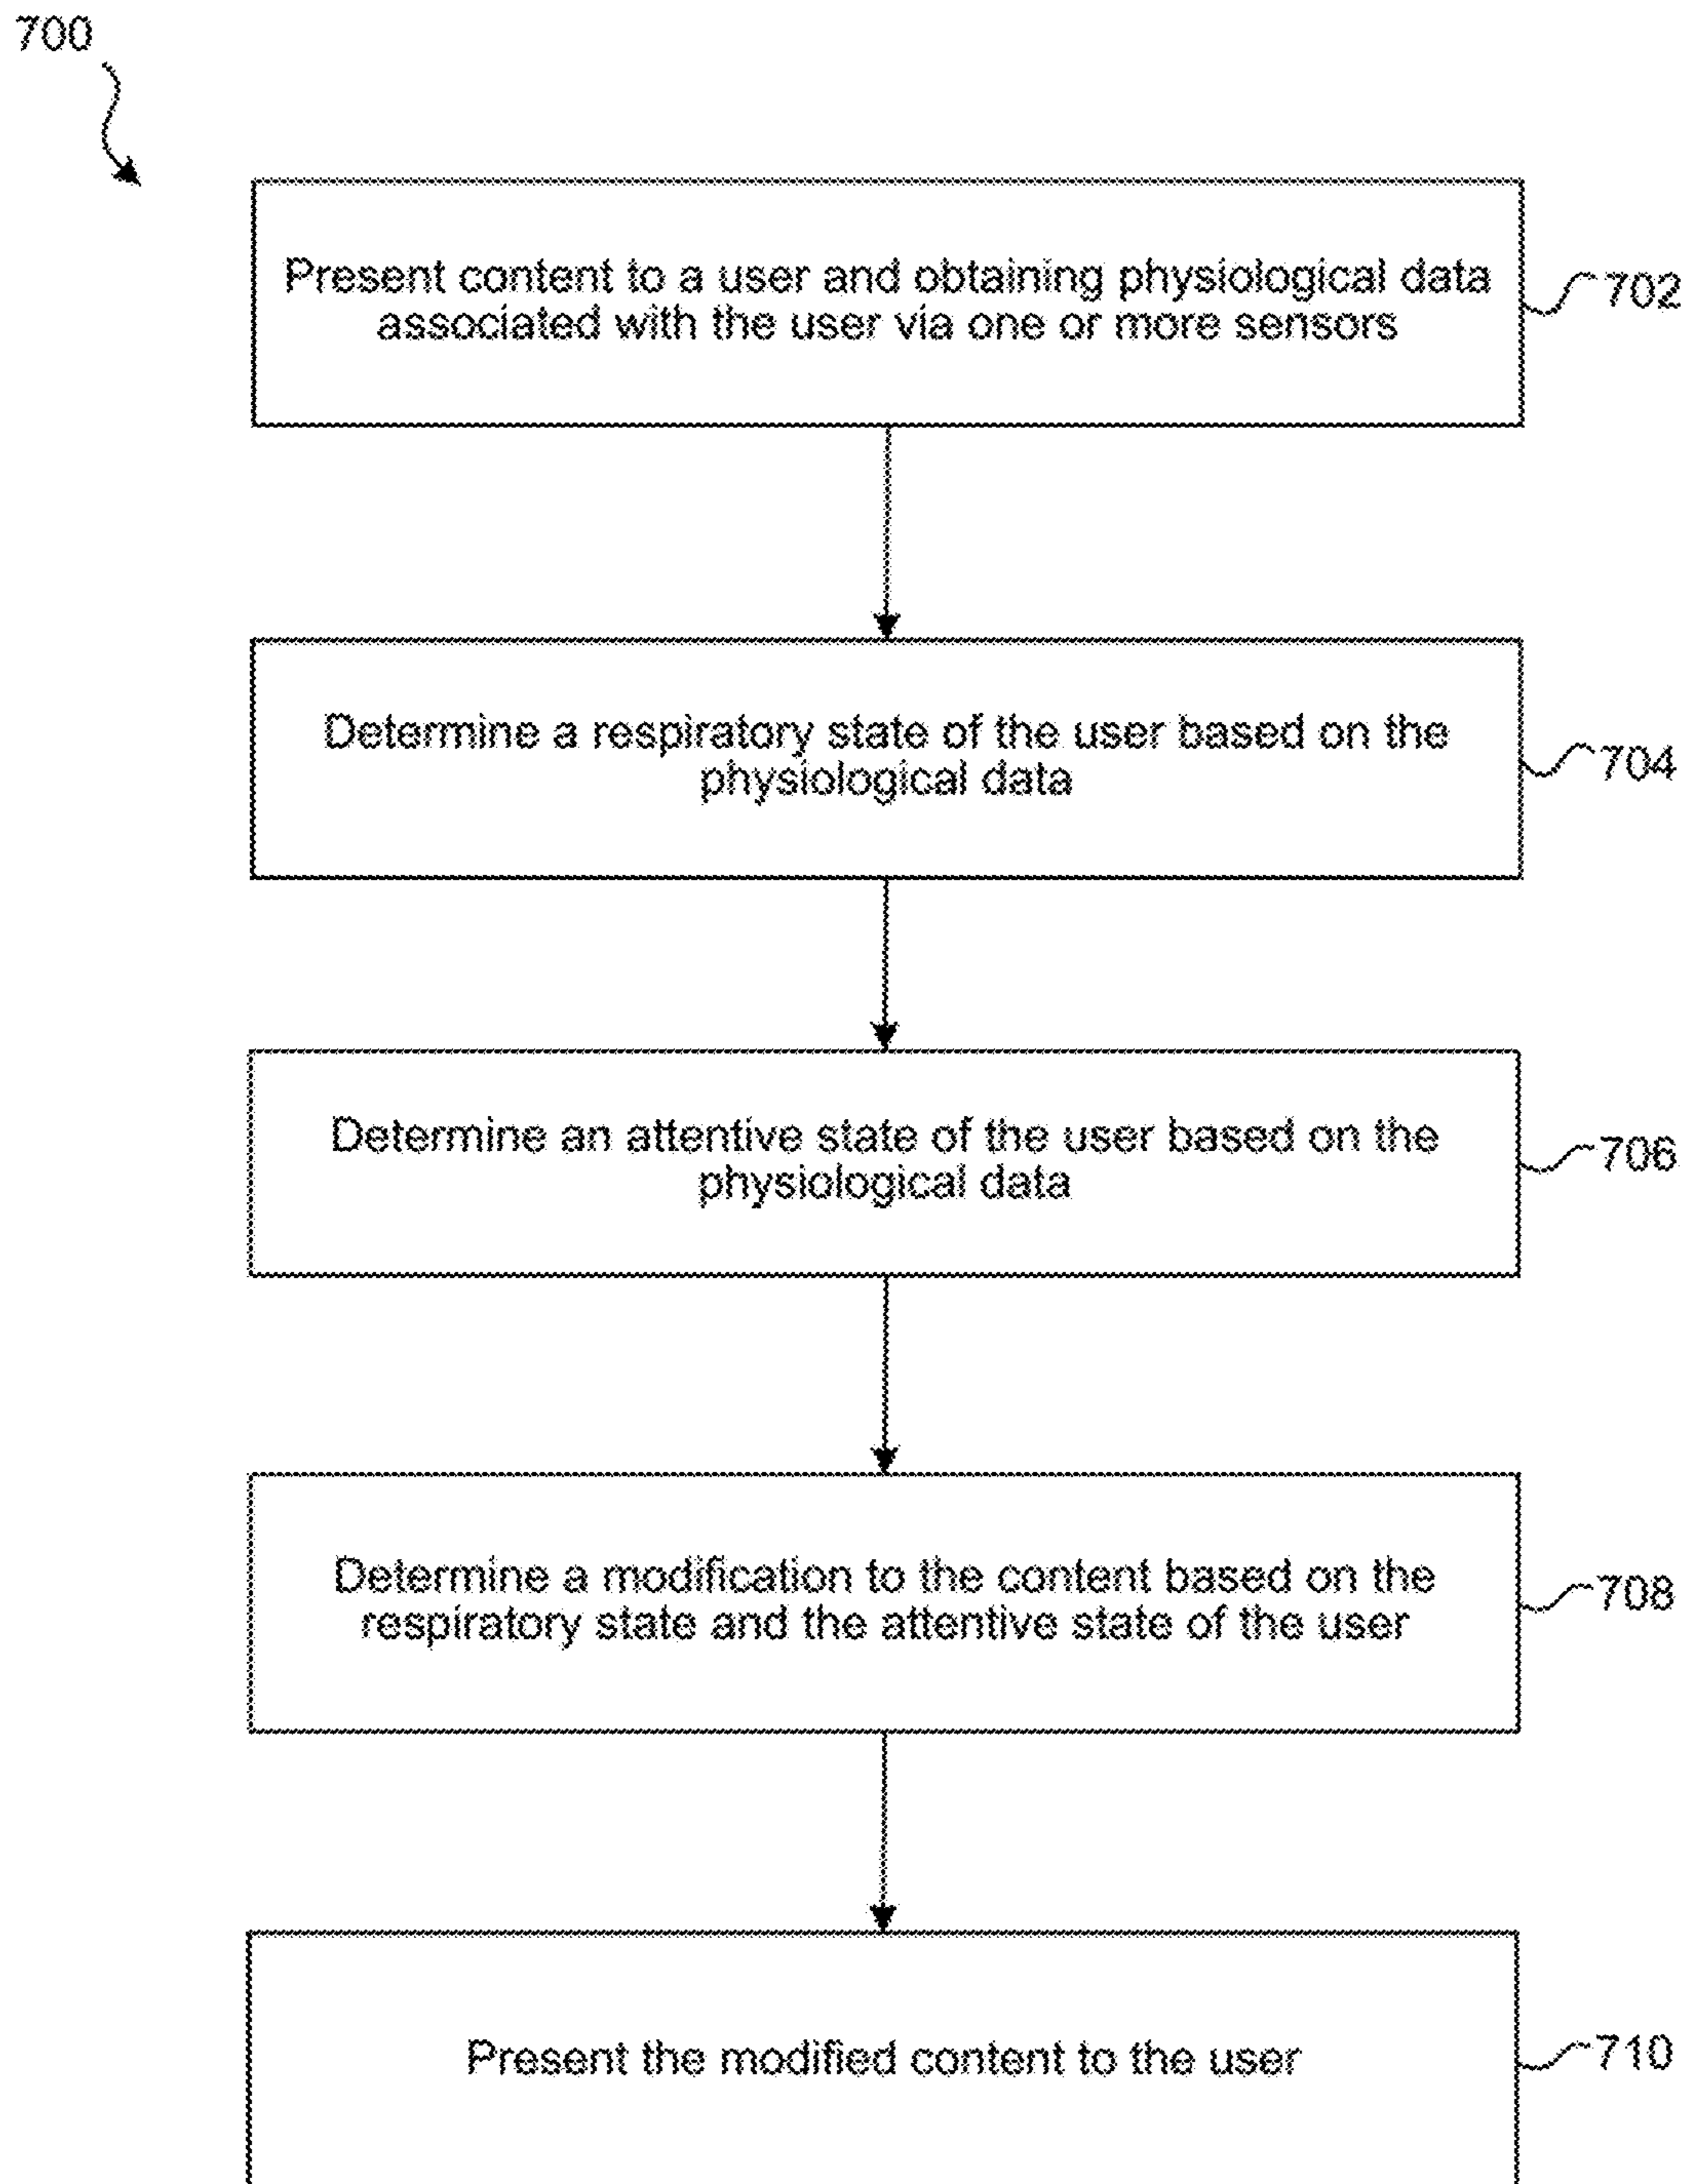 700
Present content to a user and obtaining physiological data
associated with the user via one or more sensors
702
Determine a respiratory state of the user based on the
physiological data
704
Determine an attentive state of the user based on the
physiological data
706
Determine a modification to the content based on the
respiratory state and the attentive state of the user
708
Present the modified content to the user
710